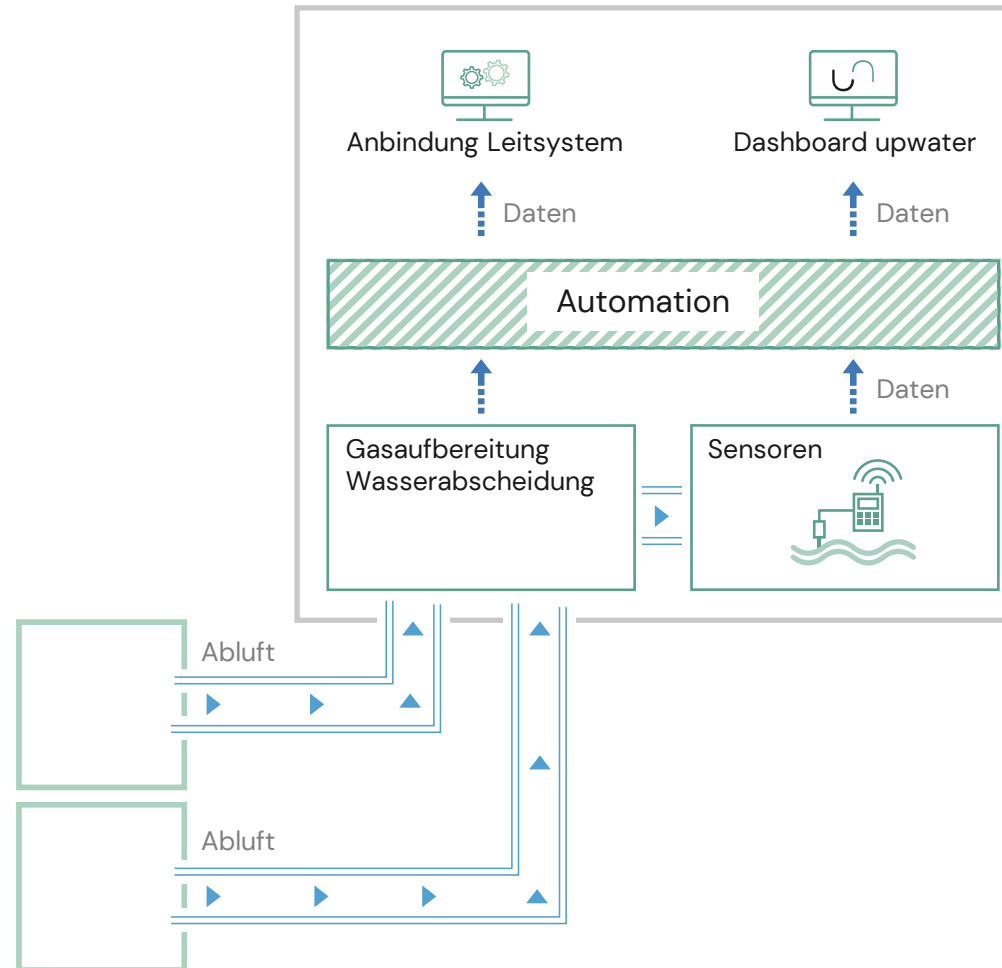 Anbindung Leitsystem
Dashboard upwater
Daten
Daten
Automation
Daten
Gasaufbereitung
Wasserabscheidung
Sensoren
Abluft
Abluft